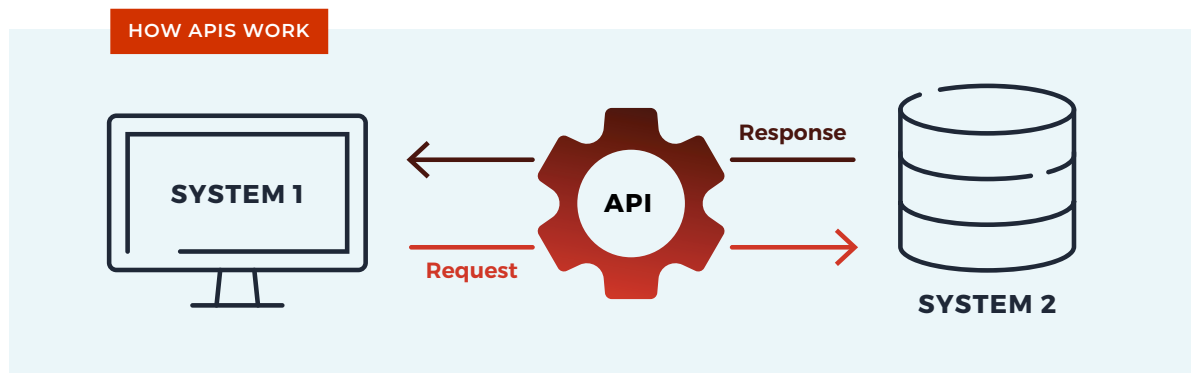 HOW APIS WORK
Response
SYSTEM 1
API
Request
SYSTEM 2